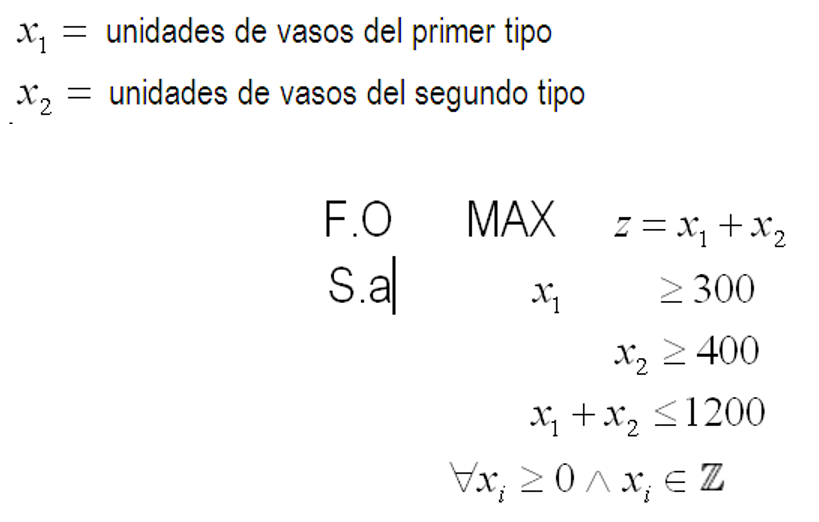 x₁ = unidades de vasos del primer tipo
x₂ = unidades de vasos del segundo tipo
F.O MAX z = x₁ + x₂
S.a x₁ ≥ 300
x₂ ≥ 400
x₁ + x₂ ≤ 1200
∀xᵢ ≥ 0 ∧ xᵢ ∈ ℤ